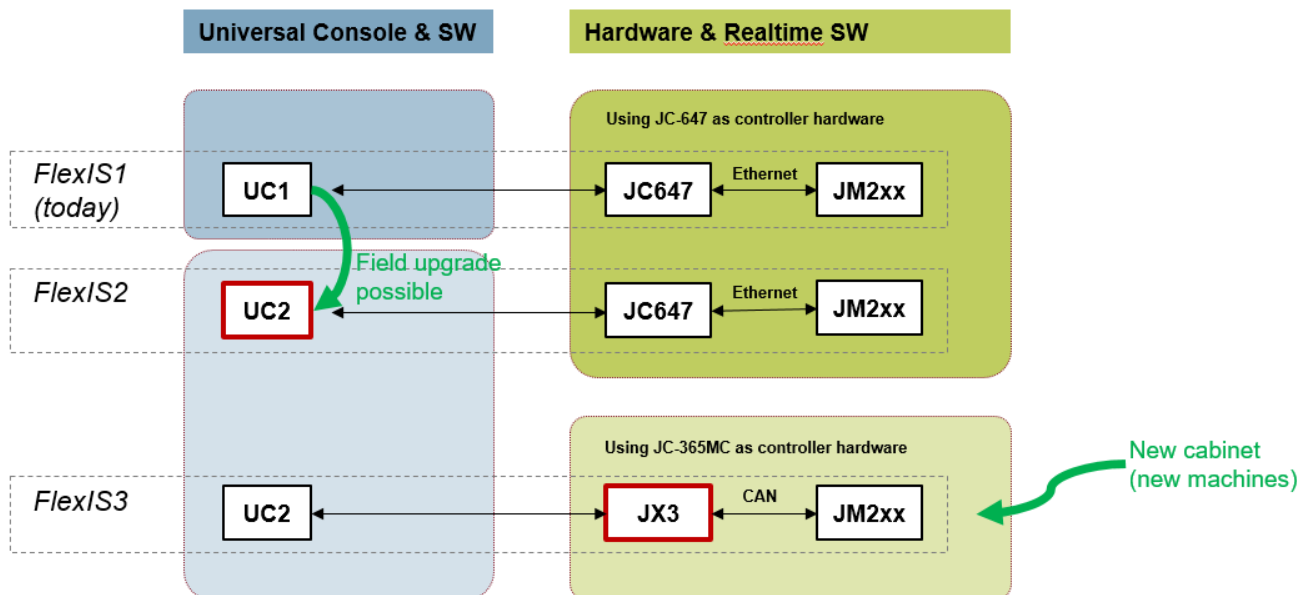 Universal Console & SW
Hardware & Realtime SW
Using JC-647 as controller hardware
FlexIS1
(today)
UC1
JC647
Ethernet
JM2xx
Field upgrade
possible
FlexIS2
UC2
JC647
Ethernet
JM2xx
Using JC-365MC as controller hardware
New cabinet
(new machines)
FlexIS3
UC2
JX3
CAN
JM2xx